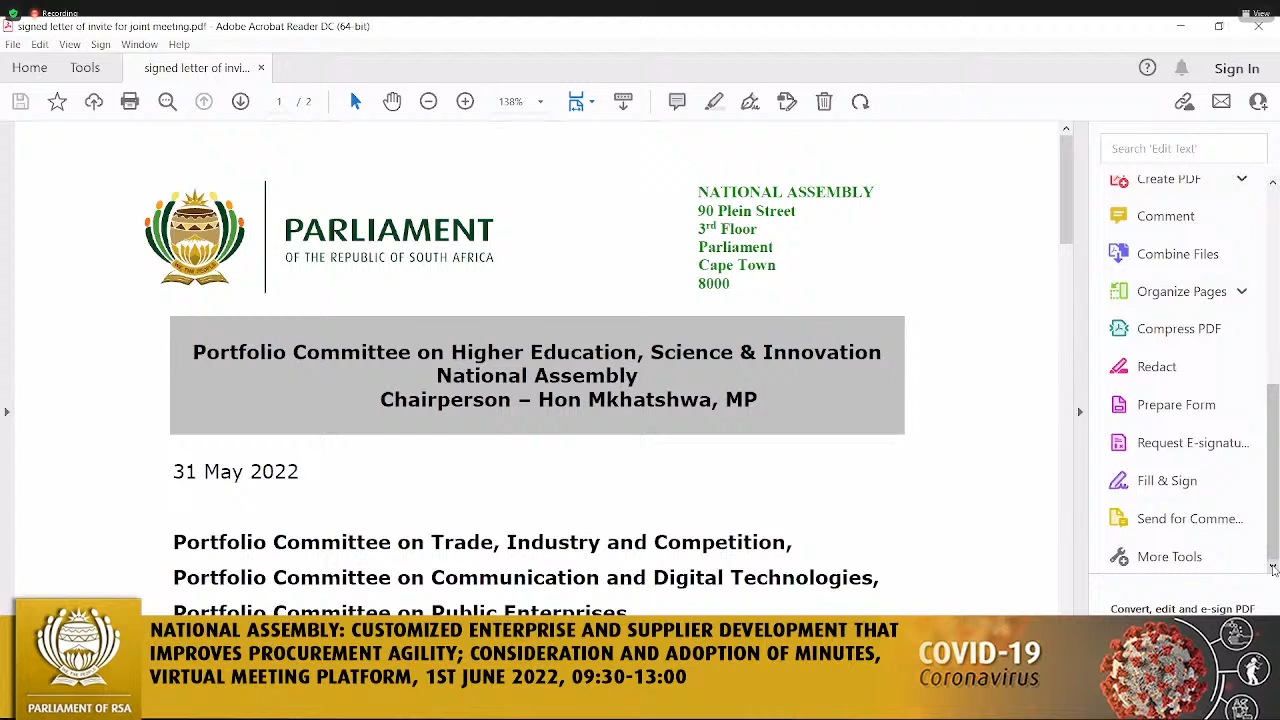 Recording
View
signed letter of invite for joint meeting.pdf - Adobe Acrobat Reader DC (64-bit)
File Edit View Sign Window Help
Home Tools signed letter of invi... ×
Sign In
1 / 2 138%
Search 'Edit Text'
Create PDF
Comment
Combine Files
Organize Pages
Compress PDF
Redact
Prepare Form
Request E-signatu...
Fill & Sign
Send for Comme...
More Tools
Convert, edit and e-sign PDF
PARLIAMENT
OF THE REPUBLIC OF SOUTH AFRICA
NATIONAL ASSEMBLY
90 Plein Street
3rd Floor
Parliament
Cape Town
8000
Portfolio Committee on Higher Education, Science & Innovation
National Assembly
Chairperson – Hon Mkhatshwa, MP
31 May 2022
Portfolio Committee on Trade, Industry and Competition,
Portfolio Committee on Communication and Digital Technologies,
Portfolio Committee on Public Enterprises
PARLIAMENT OF RSA
NATIONAL ASSEMBLY: CUSTOMIZED ENTERPRISE AND SUPPLIER DEVELOPMENT THAT
IMPROVES PROCUREMENT AGILITY; CONSIDERATION AND ADOPTION OF MINUTES,
VIRTUAL MEETING PLATFORM, 1ST JUNE 2022, 09:30-13:00
COVID-19
Coronavirus